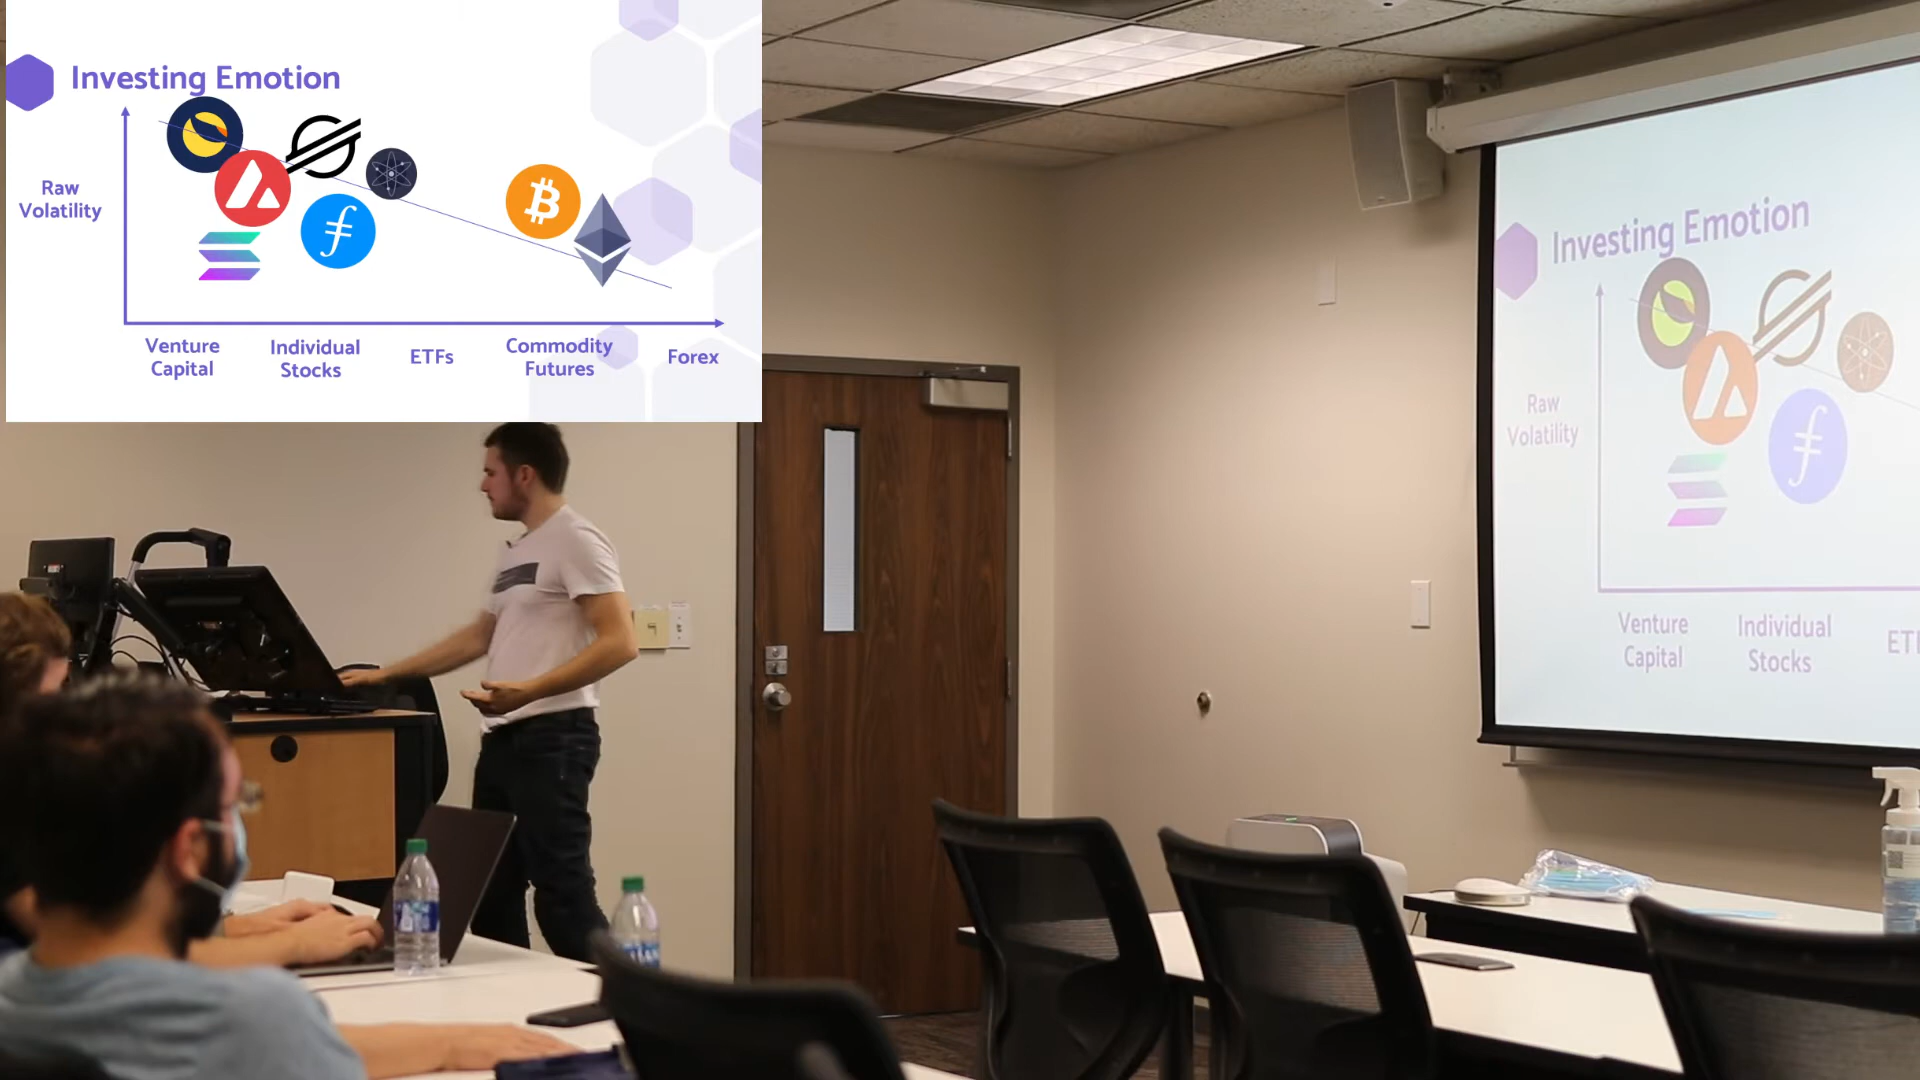 Investing Emotion
Raw
Volatility
Venture
Capital
Individual
Stocks
ETFs
Commodity
Futures
Forex
Investing Emotion
Raw
Volatility
Venture
Capital
Individual
Stocks